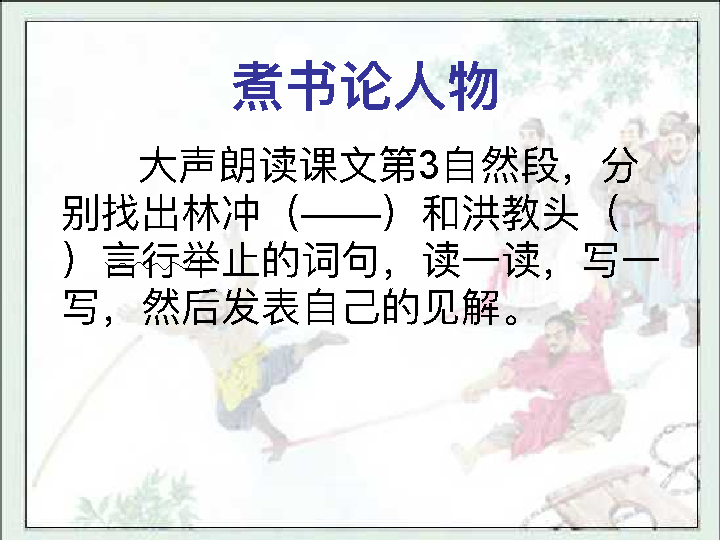 煮书论人物
大声朗读课文第3自然段，分
别找出林冲（——）和洪教头（
）言行举止的词句，读一读，写一
写，然后发表自己的见解。